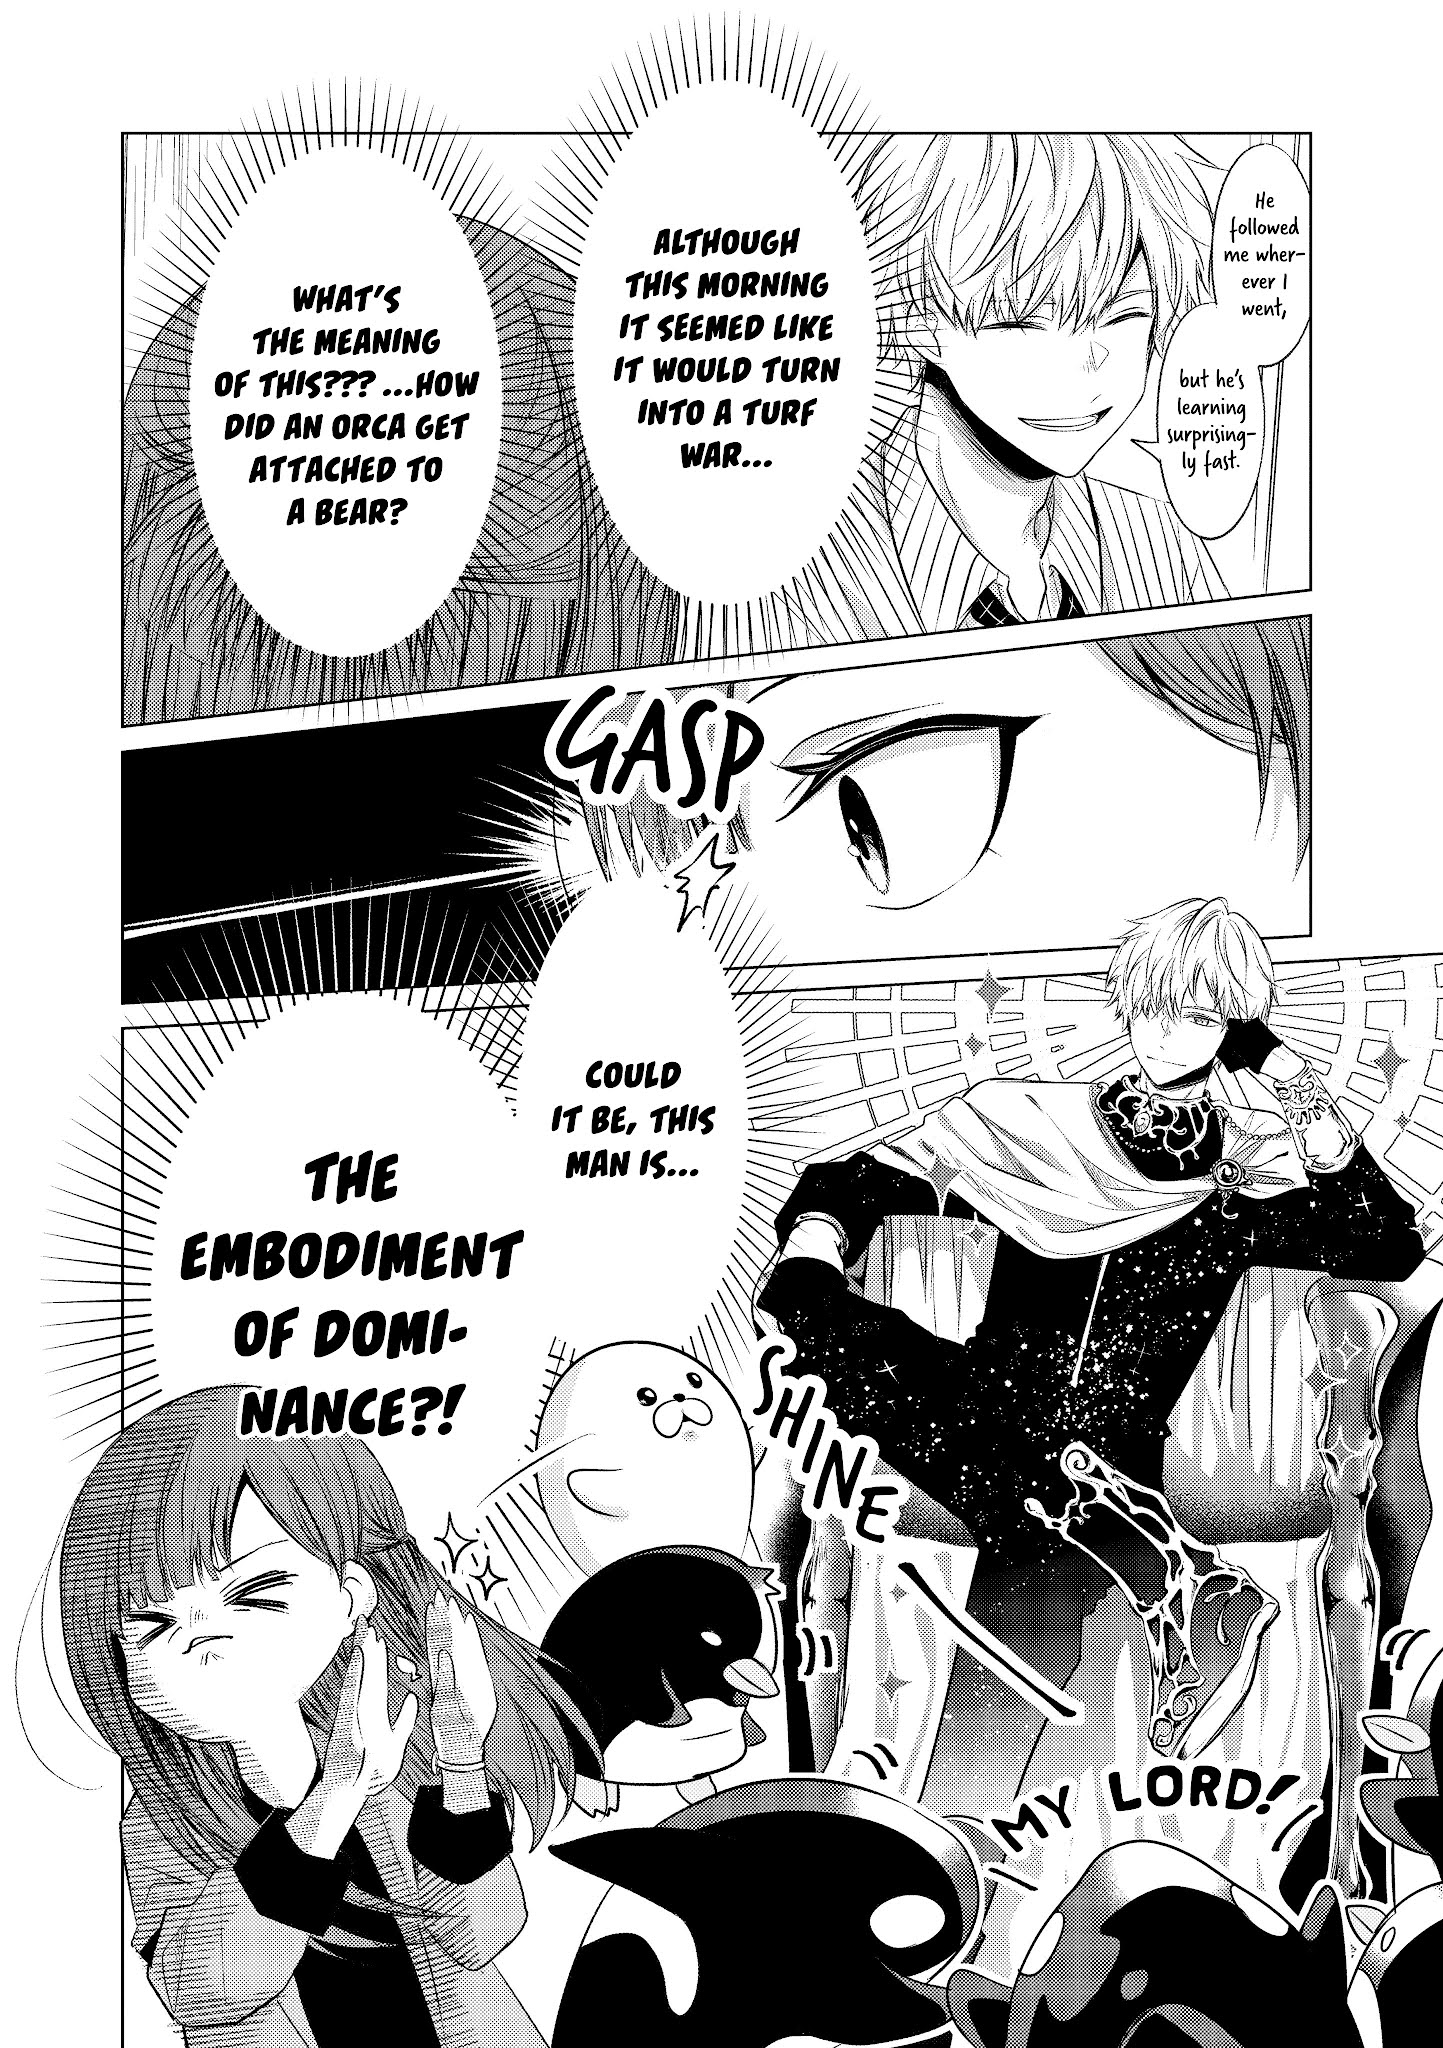 He
followed
me wher-
ever I
went,
but he's
learning
surprising-
ly fast.
ALTHOUGH
THIS MORNING
IT SEEMED LIKE
IT WOULD TURN
INTO A TURF
WAR...
WHAT'S
THE MEANING
OF THIS??? ...HOW
DID AN ORCA GET
ATTACHED TO
A BEAR?
GASP
COULD
IT BE, THIS
MAN IS...
THE
EMBODIMENT
OF DOMI-
NANCE?!
SHINE
MY LORD!